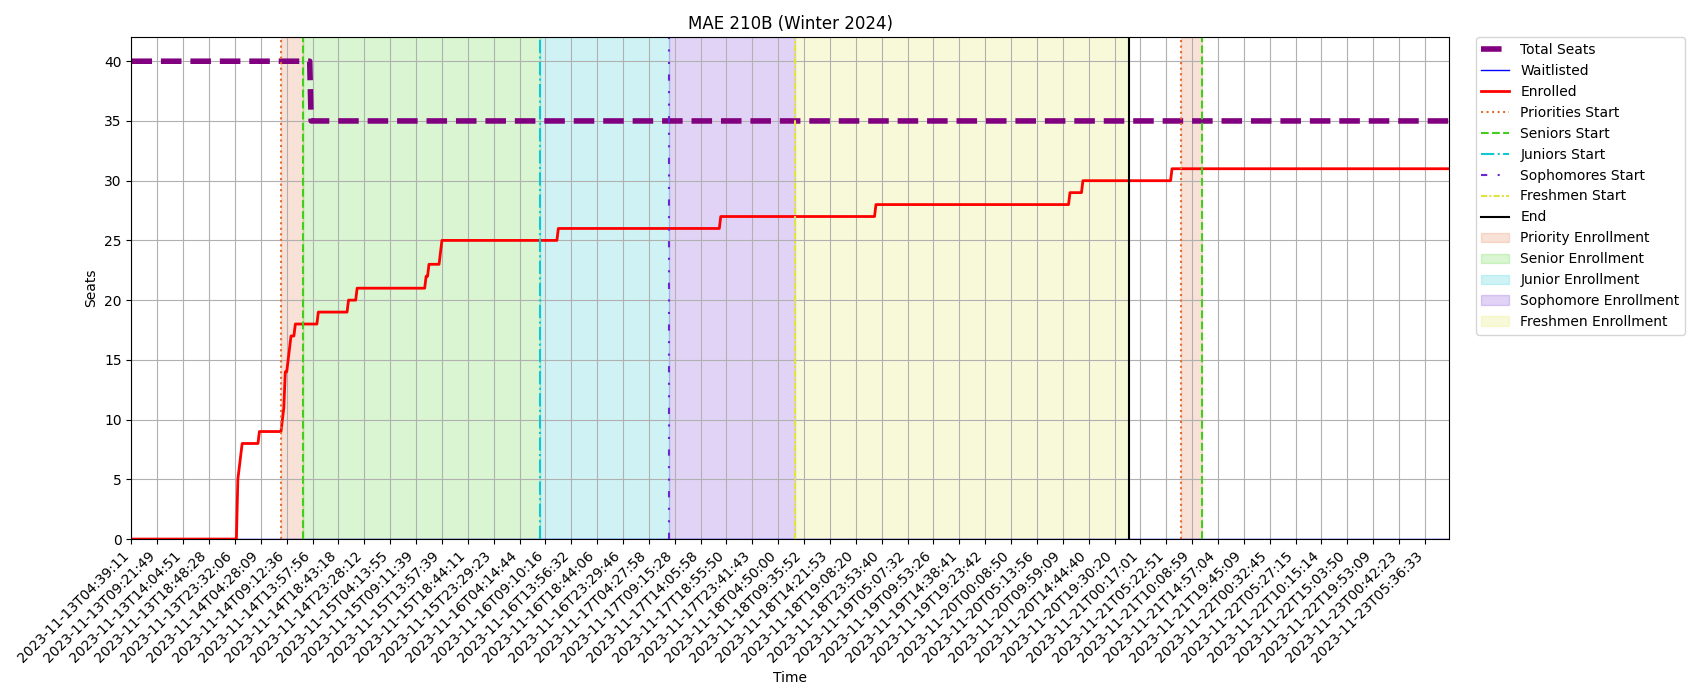 MAE 210B (Winter 2024)
Seats
40
35
30
25
20
15
10
5
0
2023-11-13T04:39:11
2023-11-13T09:21:49
2023-11-13T14:04:51
2023-11-13T18:48:28
2023-11-13T23:32:06
2023-11-14T04:28:09
2023-11-14T09:12:36
2023-11-14T13:57:56
2023-11-14T18:43:18
2023-11-14T23:28:12
2023-11-15T04:13:55
2023-11-15T09:11:39
2023-11-15T13:57:39
2023-11-15T18:44:11
2023-11-15T23:29:23
2023-11-16T04:14:44
2023-11-16T09:10:16
2023-11-16T13:56:32
2023-11-16T18:44:06
2023-11-16T23:29:46
2023-11-17T04:27:58
2023-11-17T09:15:28
2023-11-17T14:05:58
2023-11-17T18:55:50
2023-11-17T23:41:43
2023-11-18T04:50:00
2023-11-18T09:35:52
2023-11-18T14:21:53
2023-11-18T19:08:20
2023-11-18T23:53:40
2023-11-19T05:07:32
2023-11-19T09:53:26
2023-11-19T14:38:41
2023-11-19T19:23:42
2023-11-20T00:08:50
2023-11-20T05:13:56
2023-11-20T09:59:09
2023-11-20T14:44:40
2023-11-20T19:30:20
2023-11-21T00:17:01
2023-11-21T05:22:51
2023-11-21T10:08:59
2023-11-21T14:57:04
2023-11-21T19:45:09
2023-11-22T00:32:45
2023-11-22T05:27:15
2023-11-22T10:15:14
2023-11-22T15:03:50
2023-11-22T19:53:09
2023-11-23T00:42:23
2023-11-23T05:36:33
Time
Total Seats
Waitlisted
Enrolled
Priorities Start
Seniors Start
Juniors Start
Sophomores Start
Freshmen Start
End
Priority Enrollment
Senior Enrollment
Junior Enrollment
Sophomore Enrollment
Freshmen Enrollment